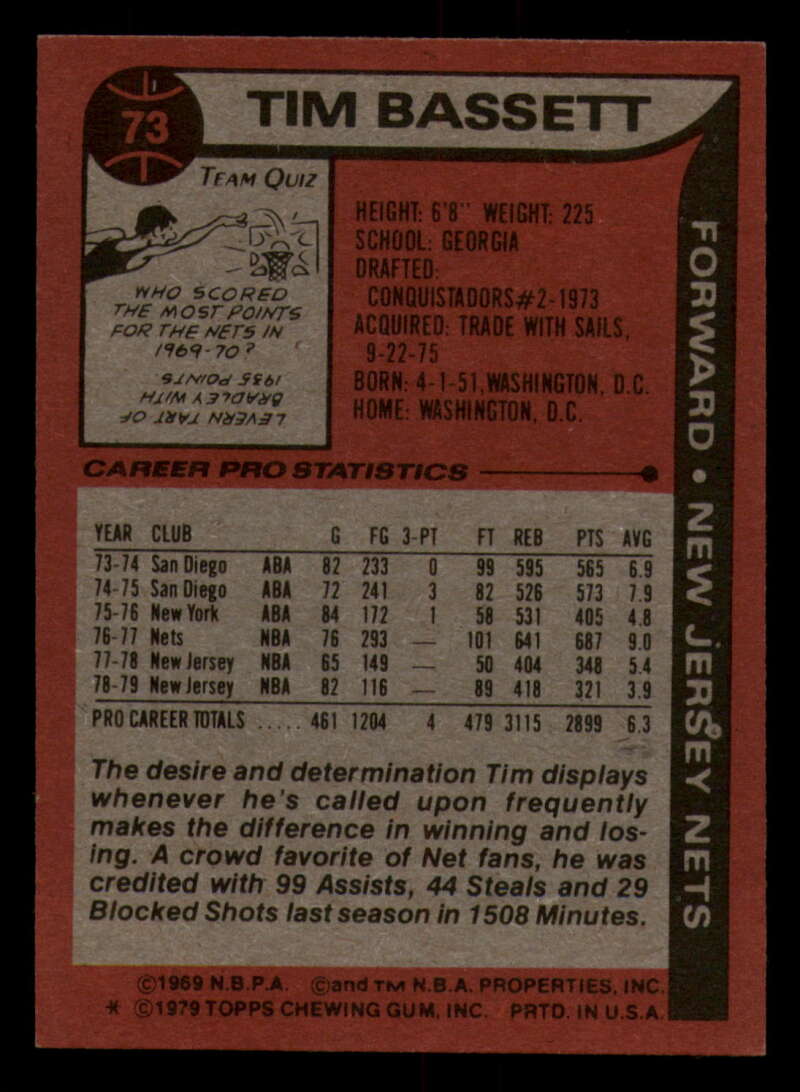 73
TIM BASSETT
TEAM QUIZ
WHO SCORED
THE MOST POINTS
FOR THE NETS IN
1969-70?
LEVERN TART OF
BRADLEY WITH
1955 POINTS
HEIGHT: 6'8" WEIGHT: 225
SCHOOL: GEORGIA
DRAFTED:
CONQUISTADORS#2-1973
ACQUIRED: TRADE WITH SAILS,
9-22-75
BORN: 4-1-51, WASHINGTON, D.C.
HOME: WASHINGTON, D.C.
FORWARD • NEW JERSEY NETS
CAREER PRO STATISTICS
YEAR CLUB G FG 3-PT FT REB PTS AVG
73-74 San Diego ABA 82 233 0 99 595 565 6.9
74-75 San Diego ABA 72 241 3 82 526 573 7.9
75-76 New York ABA 84 172 1 58 531 405 4.8
76-77 Nets NBA 76 293 — 101 641 687 9.0
77-78 New Jersey NBA 65 149 — 50 404 348 5.4
78-79 New Jersey NBA 82 116 — 89 418 321 3.9
PRO CAREER TOTALS ..... 461 1204 4 479 3115 2899 6.3
The desire and determination Tim displays
whenever he's called upon frequently
makes the difference in winning and los-
ing. A crowd favorite of Net fans, he was
credited with 99 Assists, 44 Steals and 29
Blocked Shots last season in 1508 Minutes.
©1969 N.B.P.A. ©and TM N.B.A. PROPERTIES, INC.
* ©1979 TOPPS CHEWING GUM, INC. PRTD. IN U.S.A.